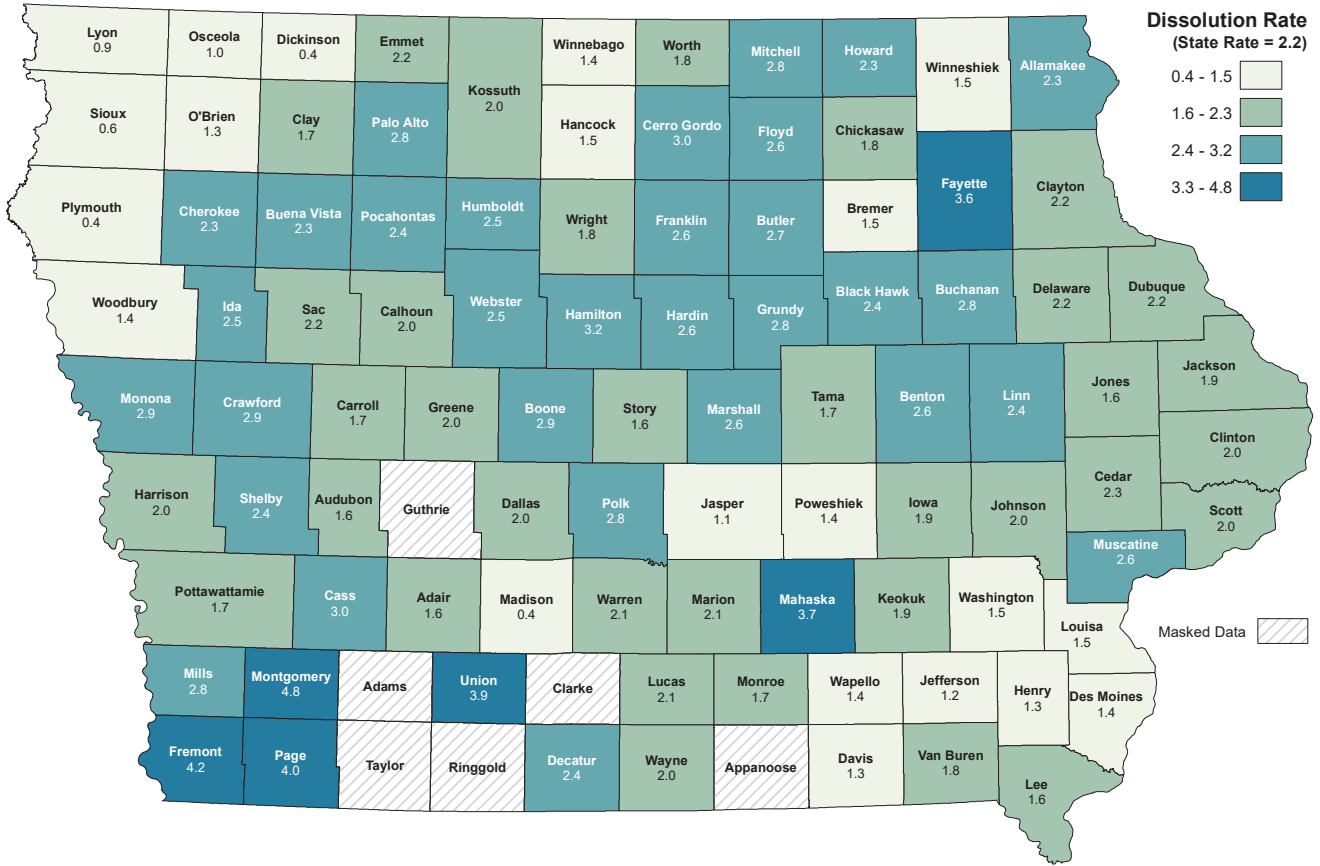 Dissolution Rate
(State Rate = 2.2)
0.4 - 1.5
1.6 - 2.3
2.4 - 3.2
3.3 - 4.8
Lyon
0.9
Osceola
1.0
Dickinson
0.4
Emmet
2.2
Kossuth
2.0
Winnebago
1.4
Worth
1.8
Mitchell
2.8
Howard
2.3
Winneshiek
1.5
Allamakee
2.3
Sioux
0.6
O'Brien
1.3
Clay
1.7
Palo Alto
2.8
Hancock
1.5
Cerro Gordo
3.0
Floyd
2.6
Chickasaw
1.8
Fayette
3.6
Clayton
2.2
Plymouth
0.4
Cherokee
2.3
Buena Vista
2.3
Pocahontas
2.4
Humboldt
2.5
Wright
1.8
Franklin
2.6
Butler
2.7
Bremer
1.5
Woodbury
1.4
Ida
2.5
Sac
2.2
Calhoun
2.0
Webster
2.5
Hamilton
3.2
Hardin
2.6
Grundy
2.8
Black Hawk
2.4
Buchanan
2.8
Delaware
2.2
Dubuque
2.2
Monona
2.9
Crawford
2.9
Carroll
1.7
Greene
2.0
Boone
2.9
Story
1.6
Marshall
2.6
Tama
1.7
Benton
2.6
Linn
2.4
Jones
1.6
Jackson
1.9
Clinton
2.0
Harrison
2.0
Shelby
2.4
Audubon
1.6
Guthrie
Dallas
2.0
Polk
2.8
Jasper
1.1
Poweshiek
1.4
Iowa
1.9
Johnson
2.0
Cedar
2.3
Scott
2.0
Muscatine
2.6
Pottawattamie
1.7
Cass
3.0
Adair
1.6
Madison
0.4
Warren
2.1
Marion
2.1
Mahaska
3.7
Keokuk
1.9
Washington
1.5
Louisa
1.5
Masked Data
Mills
2.8
Montgomery
4.8
Adams
Union
3.9
Clarke
Lucas
2.1
Monroe
1.7
Wapello
1.4
Jefferson
1.2
Henry
1.3
Des Moines
1.4
Fremont
4.2
Page
4.0
Taylor
Ringgold
Decatur
2.4
Wayne
2.0
Appanoose
Davis
1.3
Van Buren
1.8
Lee
1.6